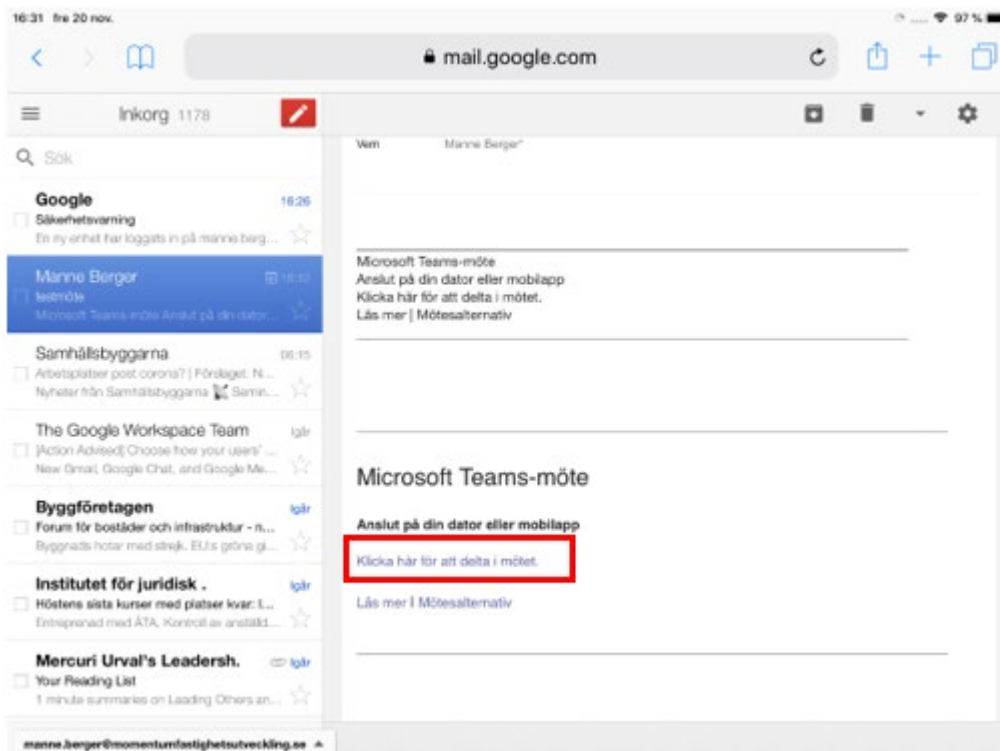 16:31 fre 20 nov.
97 %
mail.google.com
Inkorg 1178
Sök
Google 16:26
Säkerhetsvarning
En ny enhet har loggats in på manne.berg...
Manne Berger 16:10
testmöte
Microsoft Teams-möte Anslut på din dator...
Samhällsbyggarna 06:15
Arbetsplatser post corona? | Förslaget: N...
Nyheter från Samhällsbyggarna Semin...
The Google Workspace Team Igår
[Action Advised] Choose how your users' ...
New Gmail, Google Chat, and Google Me...
Byggföretagen Igår
Forum för bostäder och infrastruktur - n...
Byggnads hotar med strejk. EU:s gröna gi...
Institutet för juridisk . Igår
Höstens sista kurser med platser kvar: I...
Entreprenad med ÄTA, Kontroll av anställd...
Mercuri Urval's Leadersh. Igår
Your Reading List
1 minute summaries on Leading Others an...
manne.berger@momentumfastighetsutveckling.se
Vem Manne Berger*
Microsoft Teams-möte
Anslut på din dator eller mobilapp
Klicka här för att delta i mötet.
Läs mer | Mötesalternativ
Microsoft Teams-möte
Anslut på din dator eller mobilapp
Klicka här för att delta i mötet.
Läs mer | Mötesalternativ